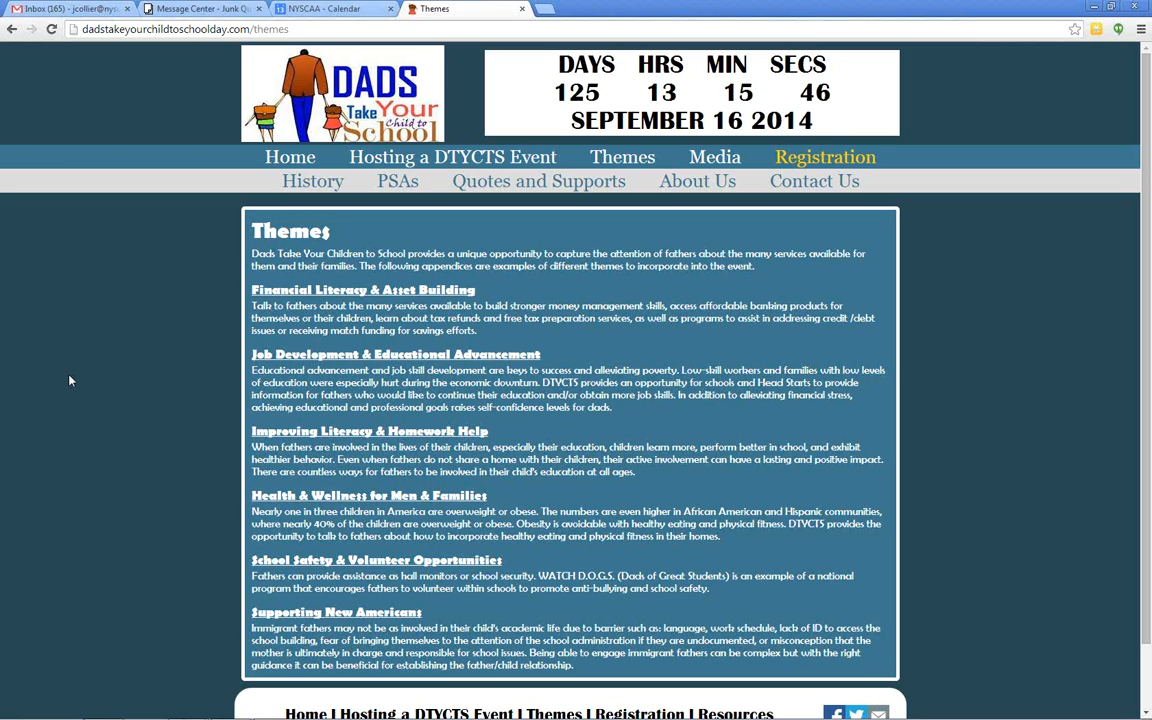 Inbox (165) - jcollier@nys
Message Center - Junk Qu
NYSCAA - Calendar
Themes
dadstakeyourchildtoschoolday.com/themes
DADS
Take Your
Child to
School
DAYS HRS MIN SECS
125 13 15 46
SEPTEMBER 16 2014
Home Hosting a DTYCTS Event Themes Media Registration
History PSAs Quotes and Supports About Us Contact Us
Themes
Dads Take Your Children to School provides a unique opportunity to capture the attention of fathers about the many services available for
them and their families. The following appendices are examples of different themes to incorporate into the event.
Financial Literacy & Asset Building
Talk to fathers about the many services available to build stronger money management skills, access affordable banking products for
themselves or their children, learn about tax refunds and free tax preparation services, as well as programs to assist in addressing credit /debt
issues or receiving match funding for savings efforts.
Job Development & Educational Advancement
Educational advancement and job skill development are keys to success and alleviating poverty. Low-skill workers and families with low levels
of education were especially hurt during the economic downturn. DTYCTS provides an opportunity for schools and Head Starts to provide
information for fathers who would like to continue their education and/or obtain more job skills. In addition to alleviating financial stress,
achieving educational and professional goals raises self-confidence levels for dads.
Improving Literacy & Homework Help
When fathers are involved in the lives of their children, especially their education, children learn more, perform better in school, and exhibit
healthier behavior. Even when fathers do not share a home with their children, their active involvement can have a lasting and positive impact.
There are countless ways for fathers to be involved in their child's education at all ages.
Health & Wellness for Men & Families
Nearly one in three children in America are overweight or obese. The numbers are even higher in African American and Hispanic communities,
where nearly 40% of the children are overweight or obese. Obesity is avoidable with healthy eating and physical fitness. DTYCTS provides the
opportunity to talk to fathers about how to incorporate healthy eating and physical fitness in their homes.
School Safety & Volunteer Opportunities
Fathers can provide assistance as hall monitors or school security. WATCH D.O.G.S. (Dads of Great Students) is an example of a national
program that encourages fathers to volunteer within schools to promote anti-bullying and school safety.
Supporting New Americans
Immigrant fathers may not be as involved in their child's academic life due to barrier such as: language, work schedule, lack of ID to access the
school building, fear of bringing themselves to the attention of the school administration if they are undocumented, or misconception that the
mother is ultimately in charge and responsible for school issues. Being able to engage immigrant fathers can be complex but with the right
guidance it can be beneficial for establishing the father/child relationship.
Home | Hosting a DTYCTS Event | Themes | Registration | Resources